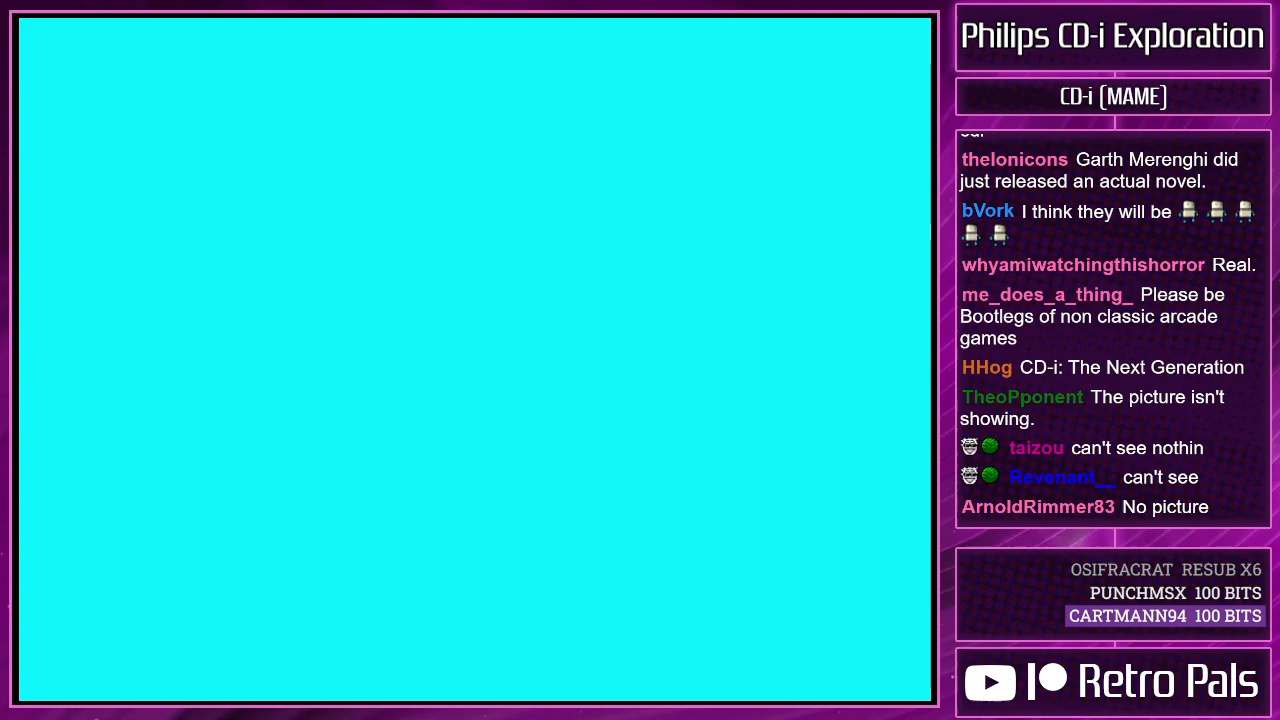 Philips CD-i Exploration
CD-i [MAME]
thelonicons Garth Merenghi did
just released an actual novel.
bVork I think they will be
whyamiwatchingthishorror Real.
me_does_a_thing_ Please be
Bootlegs of non classic arcade
games
HHog CD-i: The Next Generation
TheoPponent The picture isn't
showing.
taizou can't see nothin
Revenant__ can't see
ArnoldRimmer83 No picture
OSIFRACRAT RESUB X6
PUNCHMSX 100 BITS
CARTMANN94 100 BITS
Retro Pals